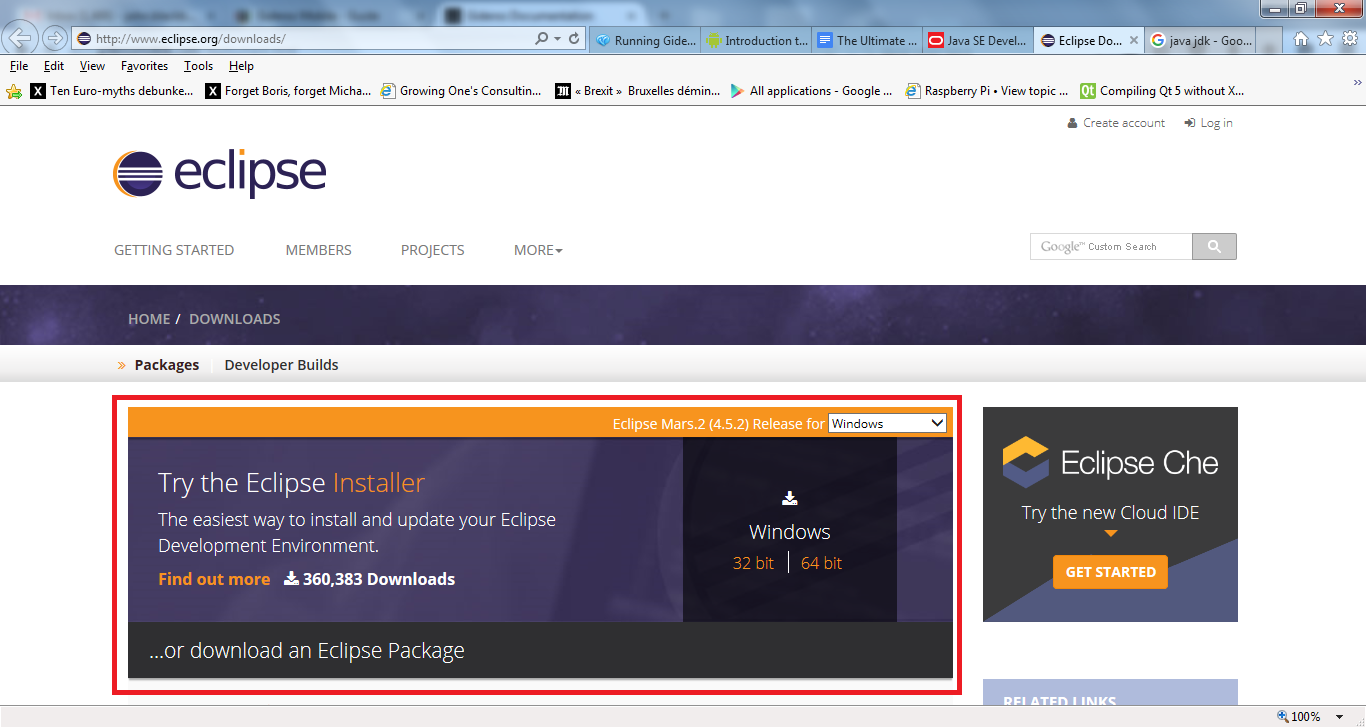 http://www.eclipse.org/downloads/
Running Gide...
Introduction t...
The Ultimate ...
Java SE Devel...
Eclipse Do...
java jdk - Goo...
File Edit View Favorites Tools Help
Ten Euro-myths debunke...
Forget Boris, forget Micha...
Growing One's Consultin...
« Brexit » Bruxelles démin...
All applications - Google ...
Raspberry Pi • View topic ...
Compiling Qt 5 without X...
Create account
Log in
eclipse
GETTING STARTED
MEMBERS
PROJECTS
MORE
Google™ Custom Search
HOME / DOWNLOADS
» Packages
Developer Builds
Eclipse Mars.2 (4.5.2) Release for Windows
Try the Eclipse Installer
The easiest way to install and update your Eclipse
Development Environment.
Find out more 360,383 Downloads
Windows
32 bit | 64 bit
...or download an Eclipse Package
Eclipse Che
Try the new Cloud IDE
GET STARTED
RELATED LINKS
100%